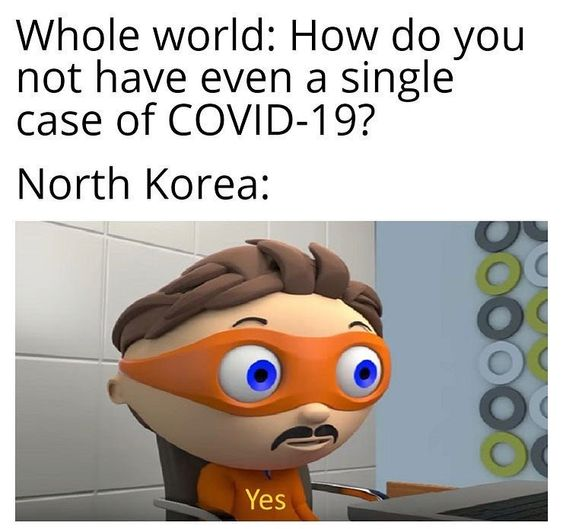 Whole world: How do you
not have even a single
case of COVID-19?
North Korea:
Yes